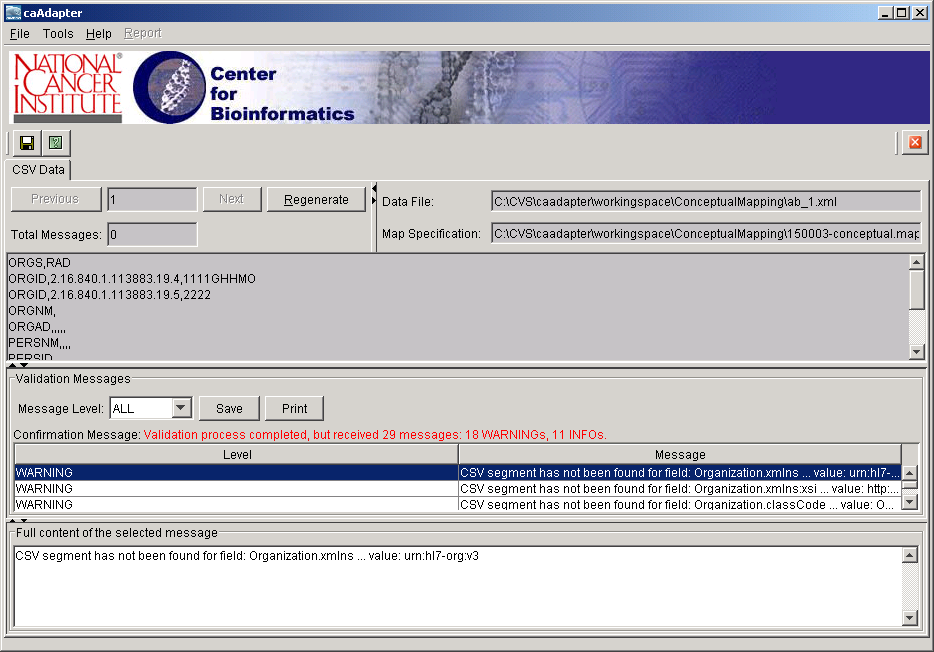 caAdapter
File Tools Help Report
NATIONAL® CANCER INSTITUTE
Center for Bioinformatics
CSV Data
Previous 1 Next Regenerate
Total Messages: 0
Data File: C:\CVS\caadapter\workingspace\ConceptualMapping\ab_1.xml
Map Specification: C:\CVS\caadapter\workingspace\ConceptualMapping\150003-conceptual.map
ORGS,RAD
ORGID,2.16.840.1.113883.19.4,1111GHHMO
ORGID,2.16.840.1.113883.19.5,2222
ORGNM,
ORGAD,,,,,
PERSNM,,,,
PERSID
Validation Messages
Message Level: ALL Save Print
Confirmation Message: Validation process completed, but received 29 messages: 18 WARNINGs, 11 INFOs.
Level Message
WARNING CSV segment has not been found for field: Organization.xmlns ... value: urn:hl7-...
WARNING CSV segment has not been found for field: Organization.xmlns:xsi ... value: http:...
WARNING CSV segment has not been found for field: Organization.classCode ... value: O...
Full content of the selected message
CSV segment has not been found for field: Organization.xmlns ... value: urn:hl7-org:v3